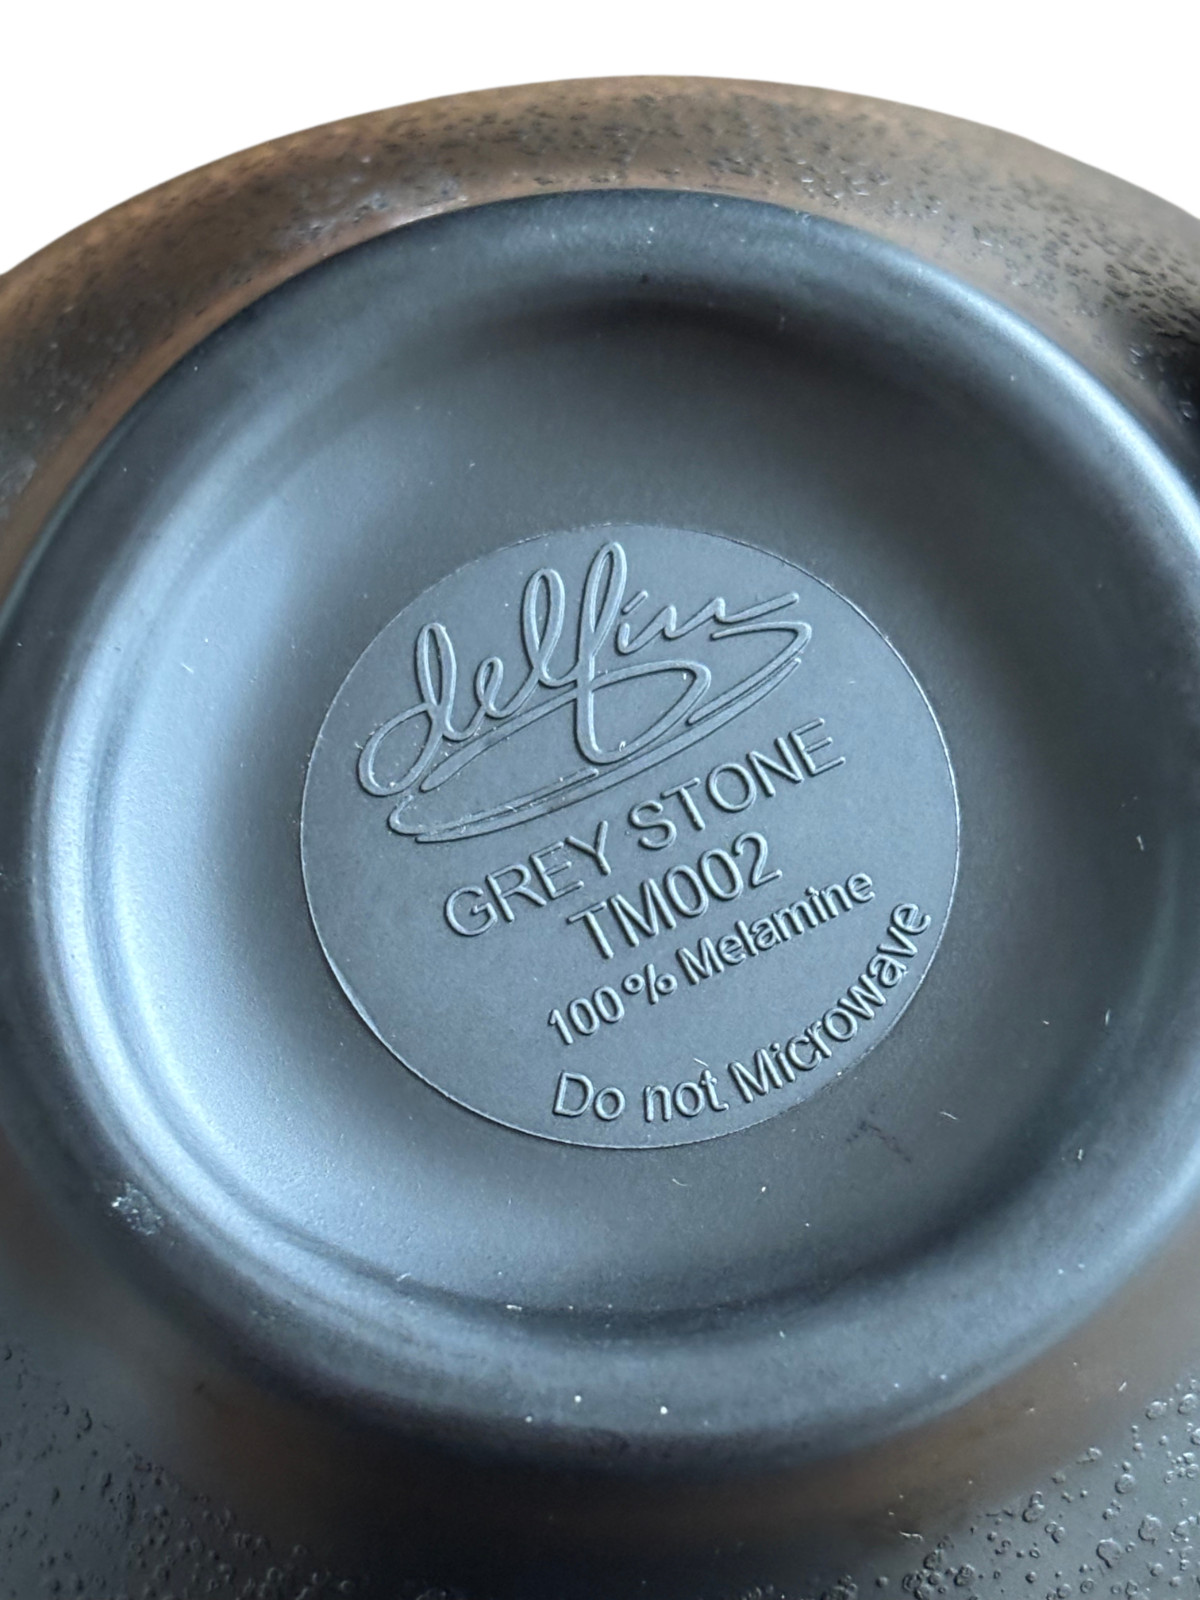 delfin
GREY STONE
TM002
100% Melamine
Do not Microwave